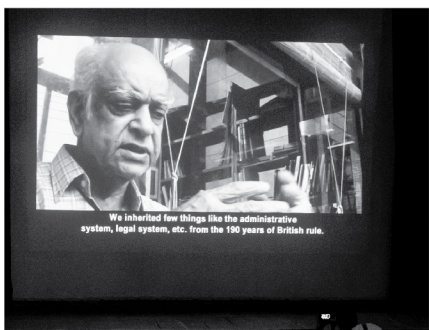 We inherited few things like the administrative
system, legal system, etc. from the 190 years of British rule.